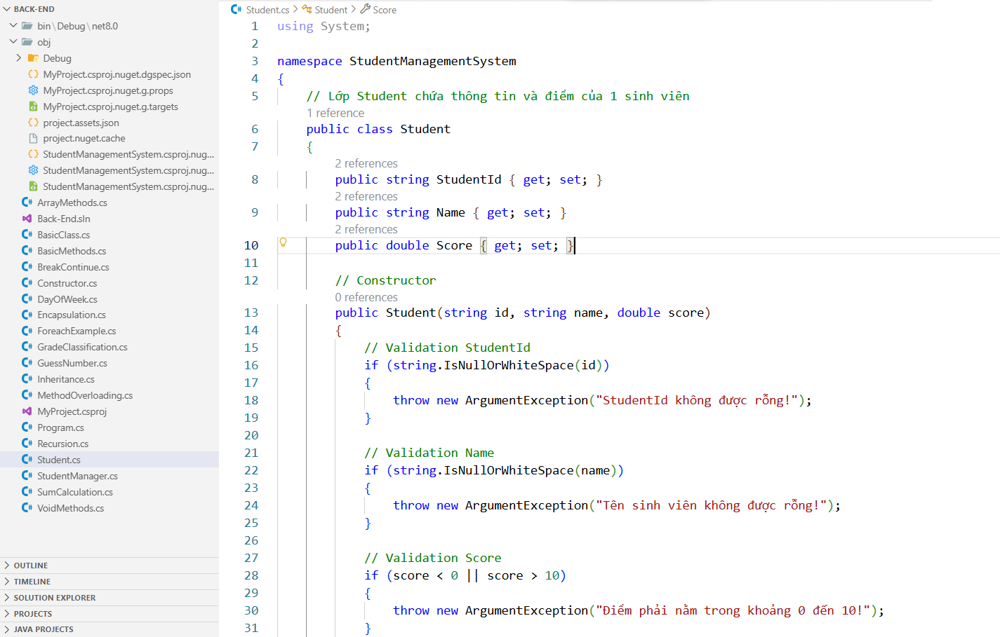 BACK-END
bin\Debug\net8.0
obj
Debug
MyProject.csproj.nuget.dgspec.json
MyProject.csproj.nuget.g.props
MyProject.csproj.nuget.g.targets
project.assets.json
project.nuget.cache
StudentManagementSystem.csproj.nug...
StudentManagementSystem.csproj.nug...
StudentManagementSystem.csproj.nug...
ArrayMethods.cs
Back-End.sln
BasicClass.cs
BasicMethods.cs
BreakContinue.cs
Constructor.cs
DayOfWeek.cs
Encapsulation.cs
ForeachExample.cs
GradeClassification.cs
GuessNumber.cs
Inheritance.cs
MethodOverloading.cs
MyProject.csproj
Program.cs
Recursion.cs
Student.cs
StudentManager.cs
SumCalculation.cs
VoidMethods.cs
OUTLINE
TIMELINE
SOLUTION EXPLORER
PROJECTS
JAVA PROJECTS
Student.cs > Student > Score
1 using System;
2
3 namespace StudentManagementSystem
4 {
5 // Lớp Student chứa thông tin và điểm của 1 sinh viên
1 reference
6 public class Student
7 {
2 references
8 public string StudentId { get; set; }
2 references
9 public string Name { get; set; }
2 references
10 public double Score { get; set; }
11
12 // Constructor
0 references
13 public Student(string id, string name, double score)
14 {
15 // Validation StudentId
16 if (string.IsNullOrWhiteSpace(id))
17 {
18 throw new ArgumentException("StudentId không được rỗng!");
19 }
20
21 // Validation Name
22 if (string.IsNullOrWhiteSpace(name))
23 {
24 throw new ArgumentException("Tên sinh viên không được rỗng!");
25 }
26
27 // Validation Score
28 if (score < 0 || score > 10)
29 {
30 throw new ArgumentException("Điểm phải nằm trong khoảng 0 đến 10!");
31 }